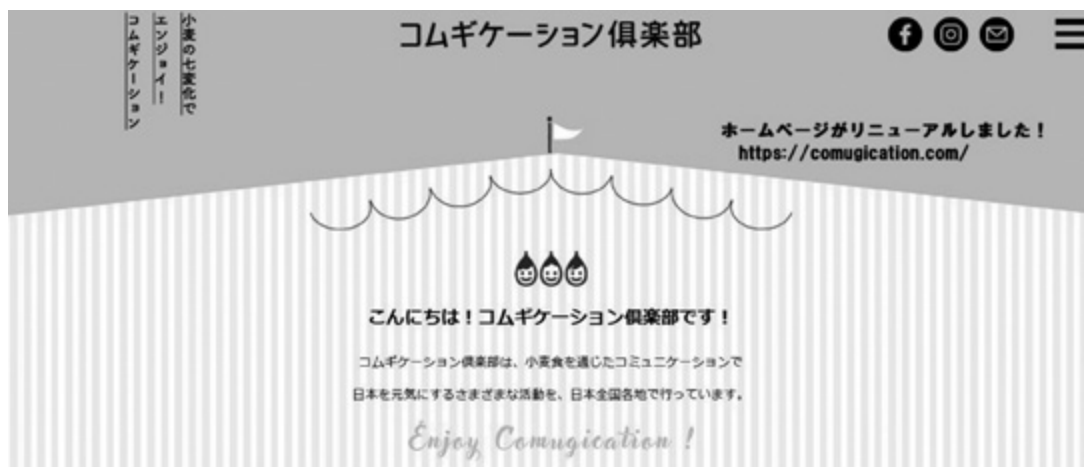 小麦の七変化で
エンジョイ！
コムギケーション
コムギケーション倶楽部
ホームページがリニューアルしました！
https://comugication.com/
こんにちは！コムギケーション倶楽部です！
コムギケーション倶楽部は、小麦食を通じたコミュニケーションで
日本を元気にするさまざまな活動を、日本全国各地で行っています。
Enjoy Comugication !